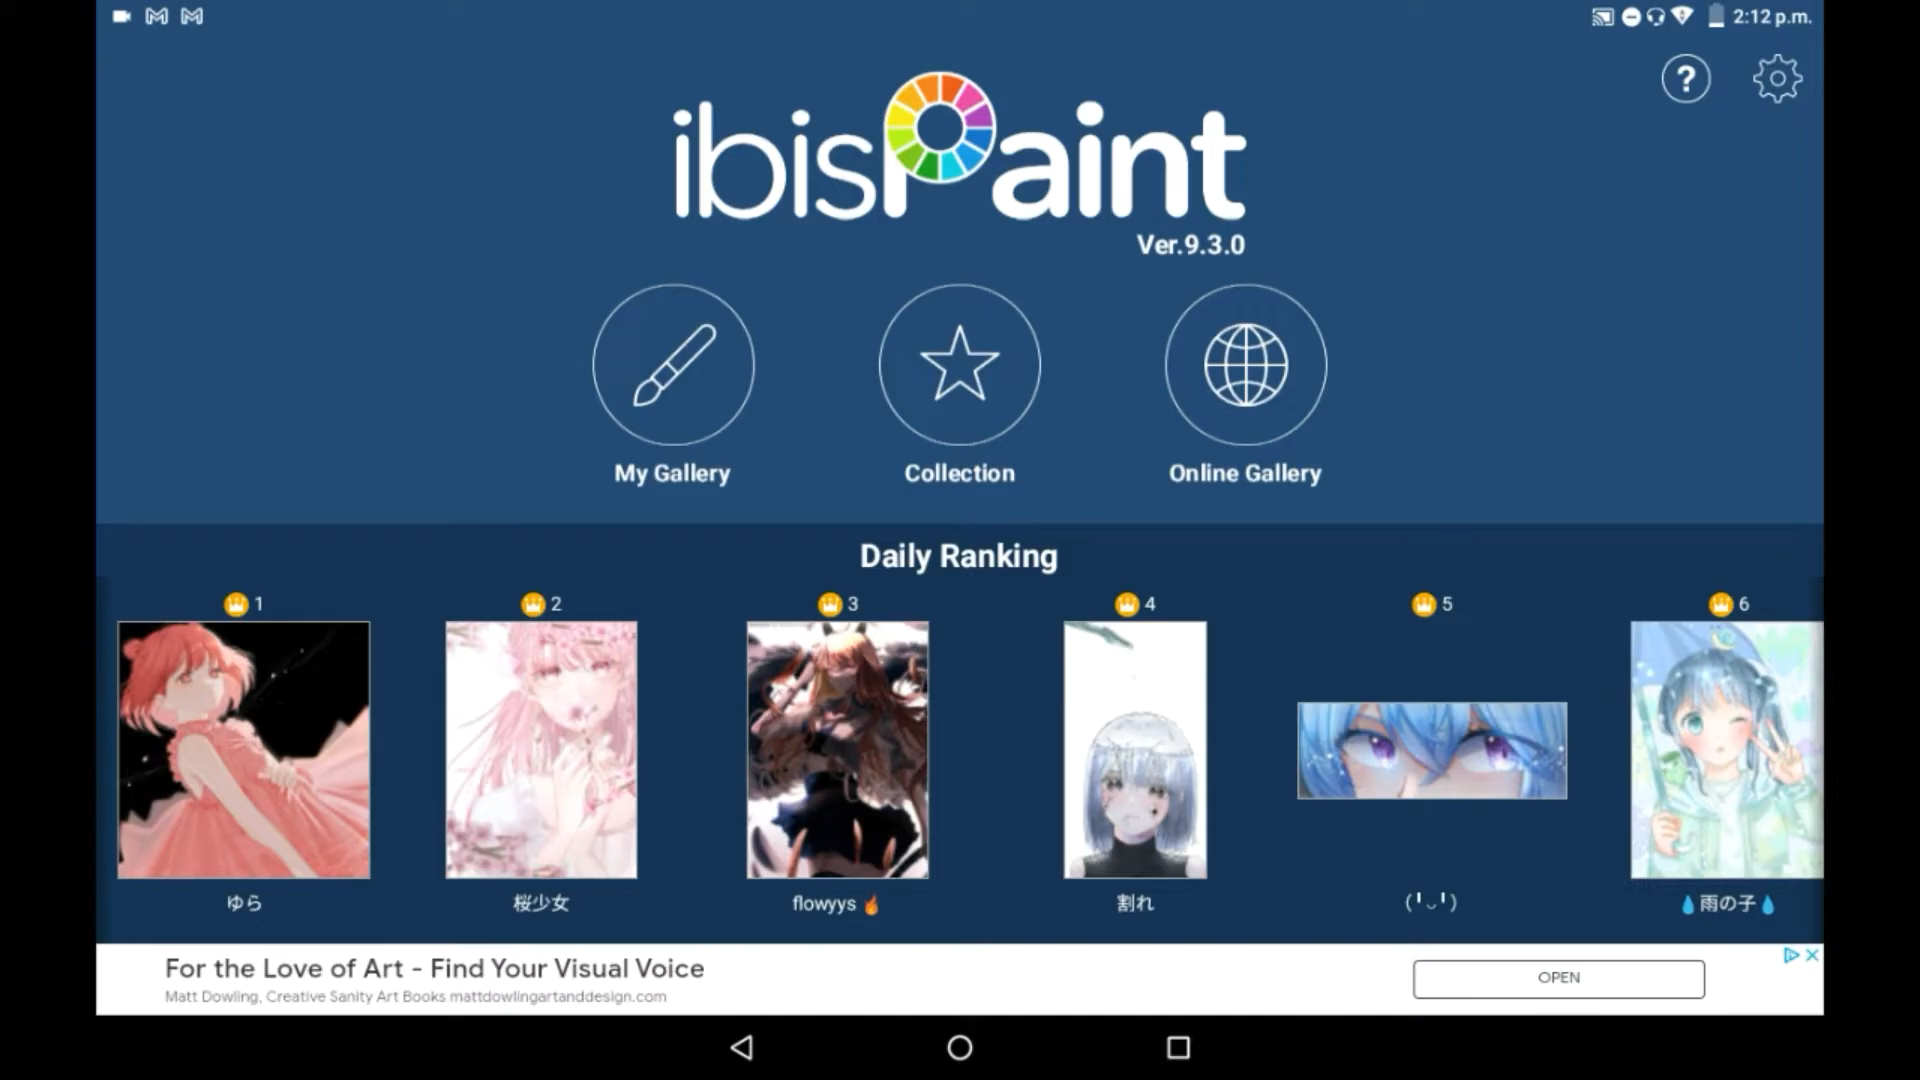 2:12 p.m.
?
ibisPaint
Ver.9.3.0
My Gallery
Collection
Online Gallery
Daily Ranking
1
2
3
4
5
6
ゆら
桜少女
flowyys 🔥
割れ
(╹◡╹)
💧雨の子💧
For the Love of Art - Find Your Visual Voice
Matt Dowling, Creative Sanity Art Books mattdowlingartanddesign.com
OPEN